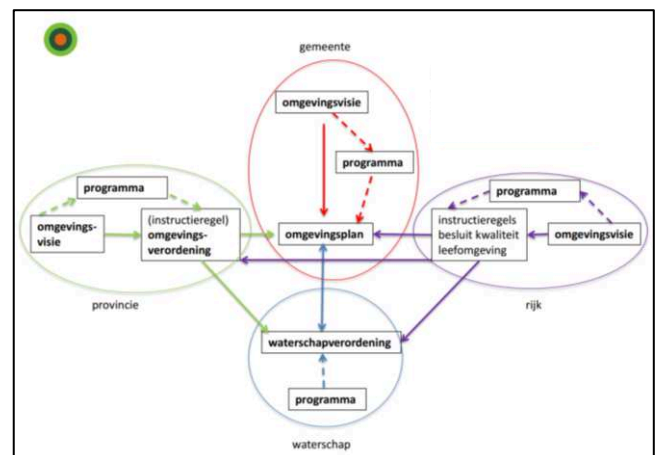 gemeente
omgevingsvisie
programma
omgevingsplan
programma
omgevings-
visie
(instructieregel)
omgevings-
verordening
provincie
programma
instructieregels
besluit kwaliteit
leefomgeving
omgevingsvisie
rijk
waterschapverordening
programma
waterschap